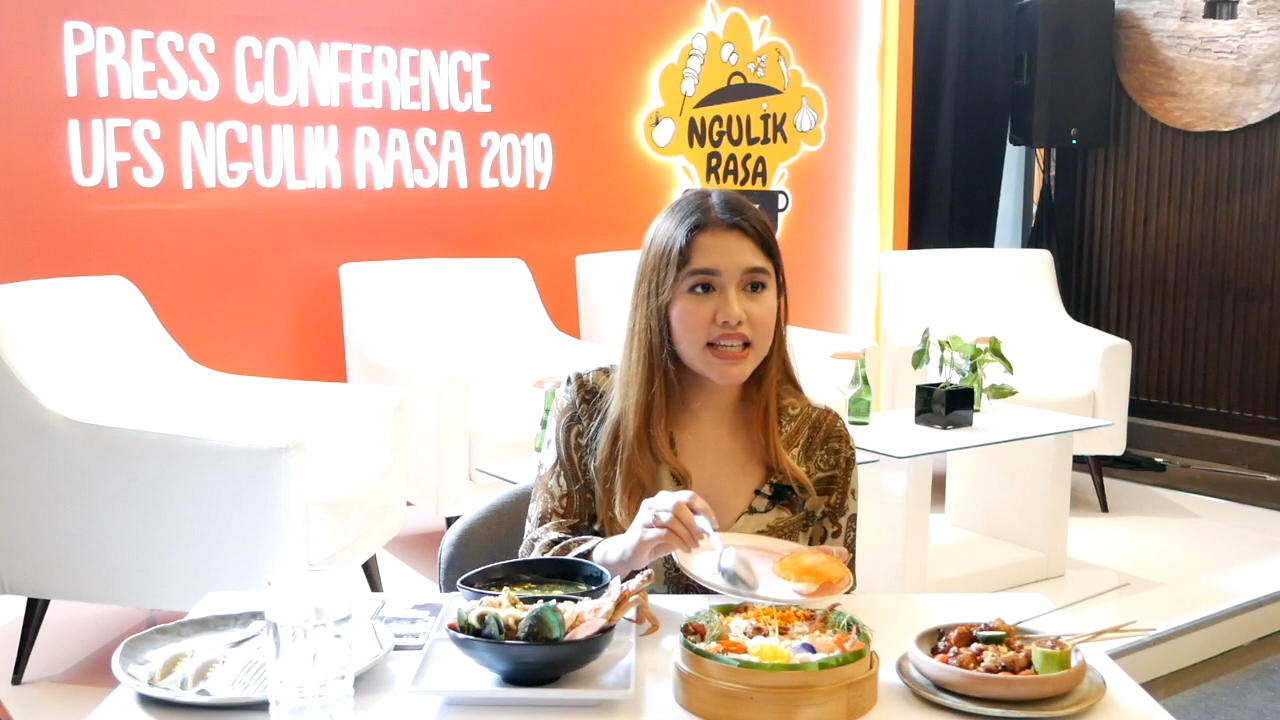 PRESS CONFERENCE
UFS NGULIK RASA 2019
NGULIK
RASA